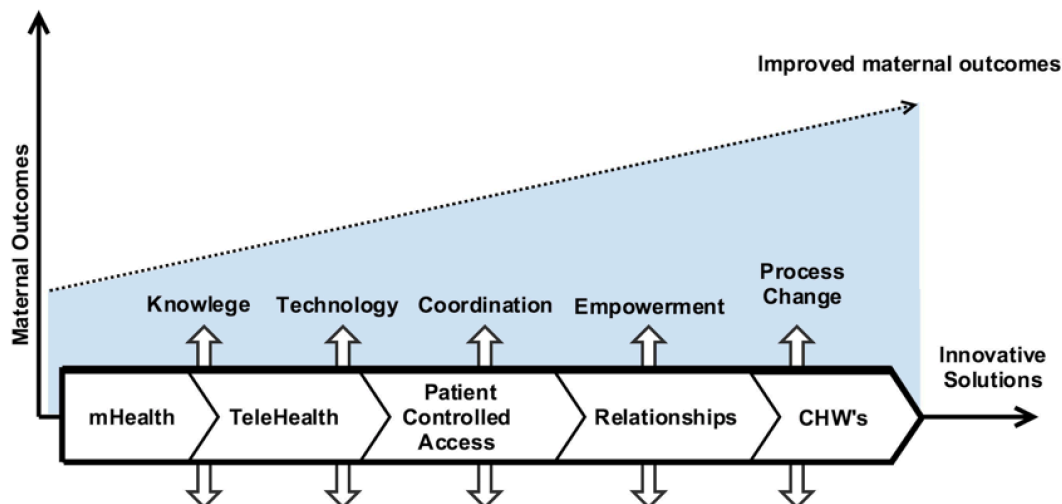 Improved maternal outcomes
Maternal Outcomes
Knowlege
Technology
Coordination
Empowerment
Process
Change
Innovative
Solutions
mHealth
TeleHealth
Patient
Controlled
Access
Relationships
CHW's